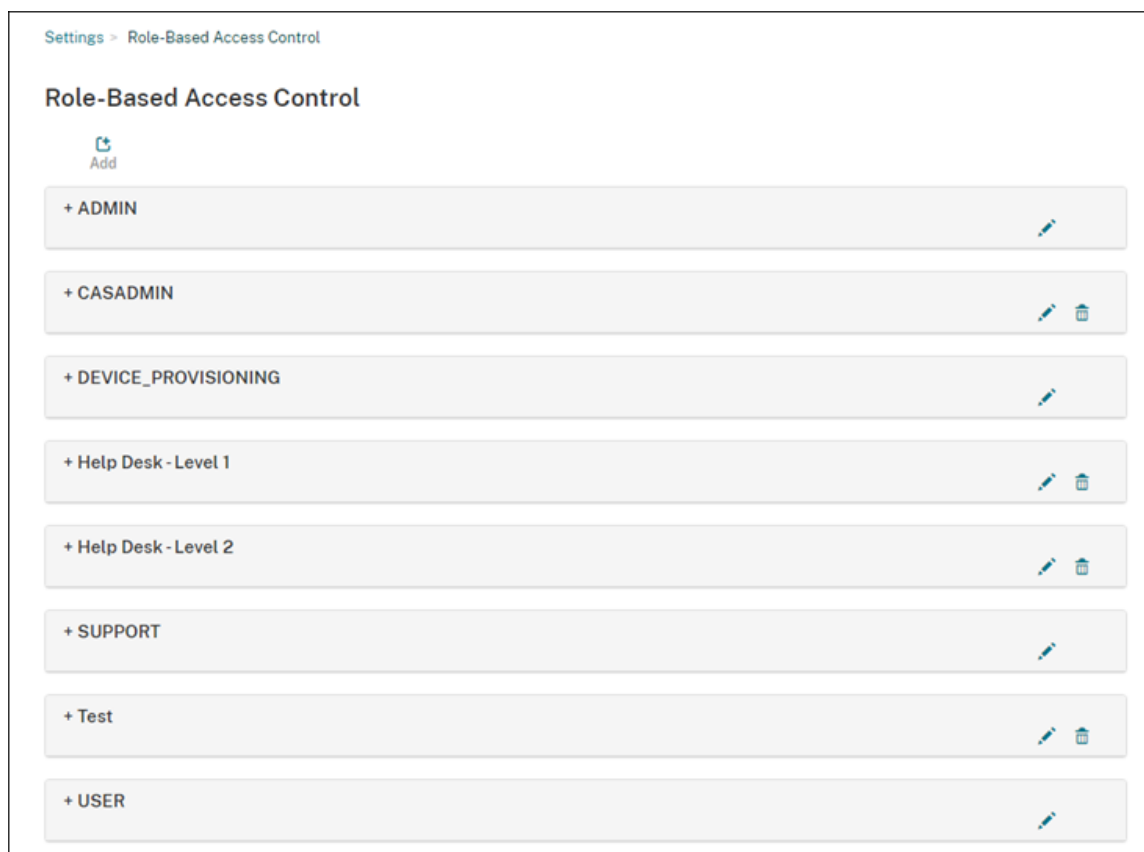 Settings > Role-Based Access Control
Role-Based Access Control
Add
+ ADMIN
+ CASADMIN
+ DEVICE_PROVISIONING
+ Help Desk - Level 1
+ Help Desk - Level 2
+ SUPPORT
+ Test
+ USER